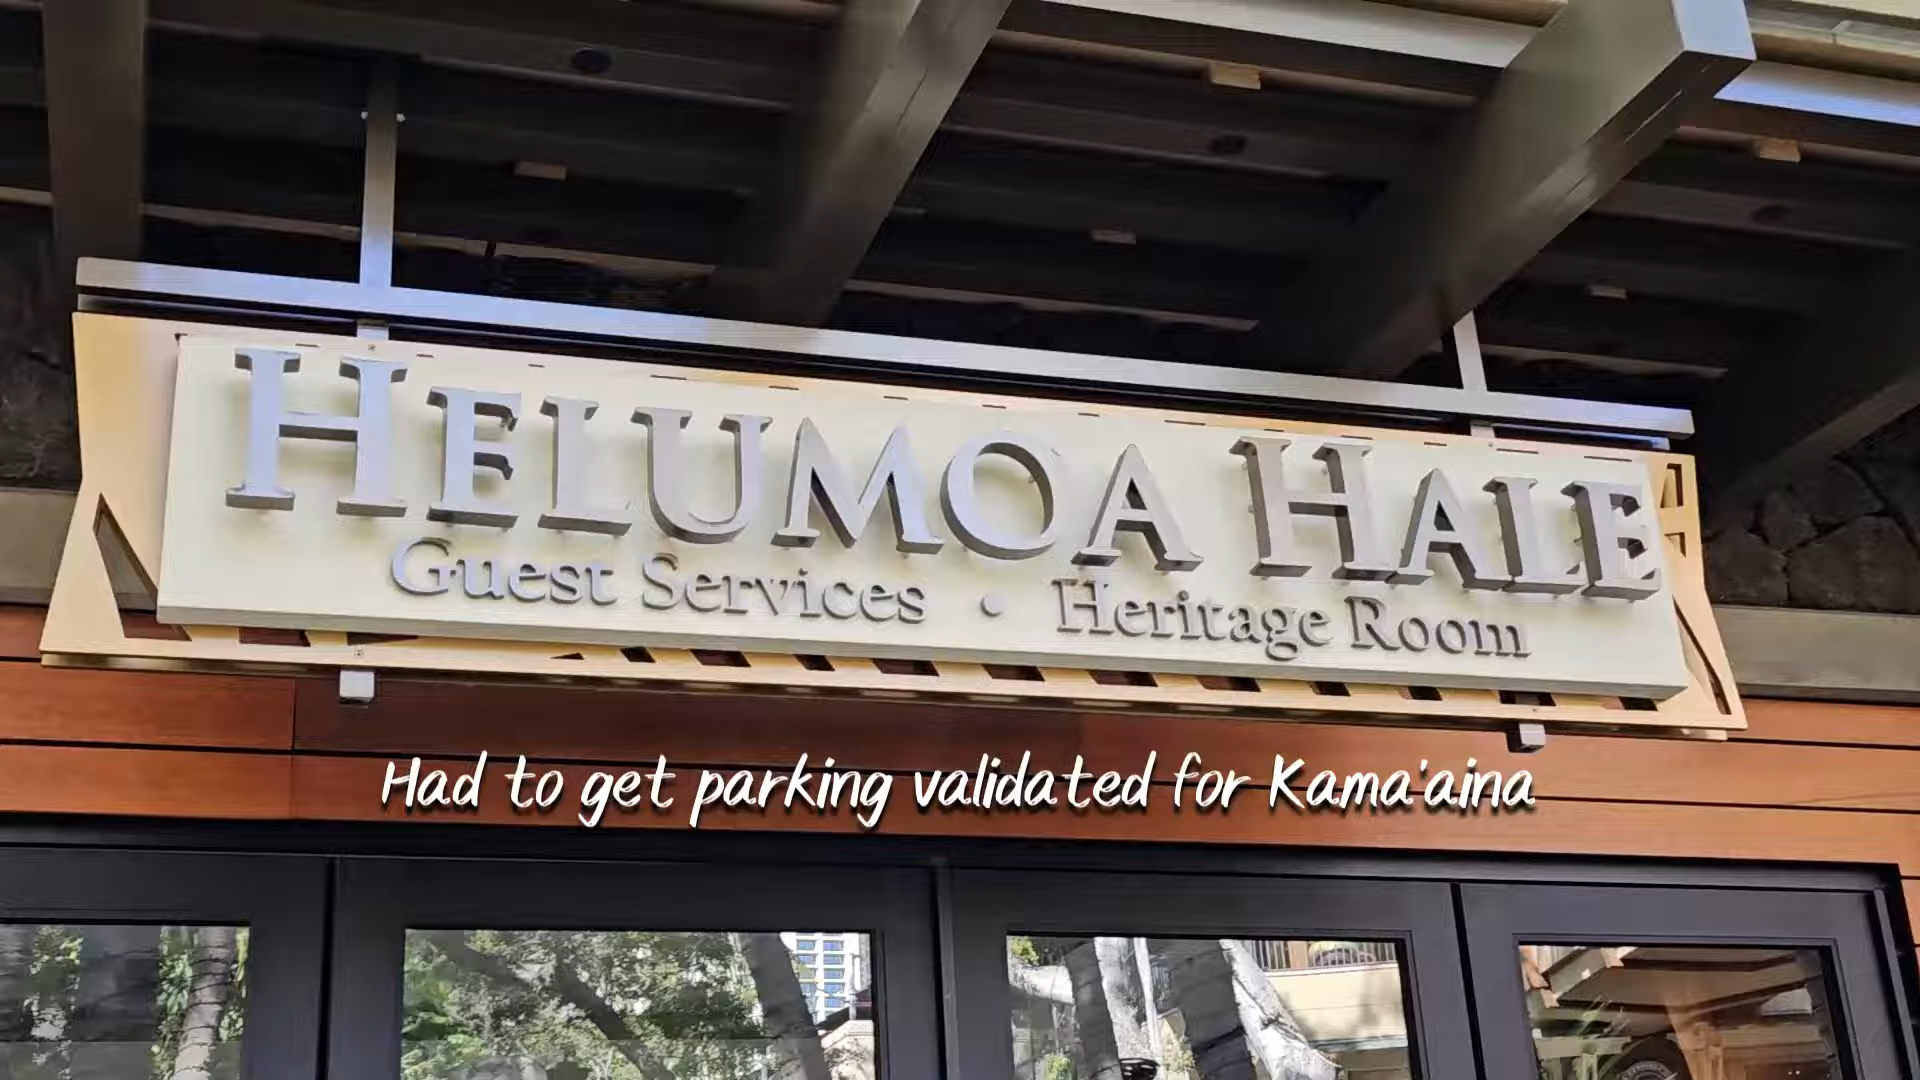 HELUMOA HALE
Guest Services • Heritage Room
Had to get parking validated for Kama'aina